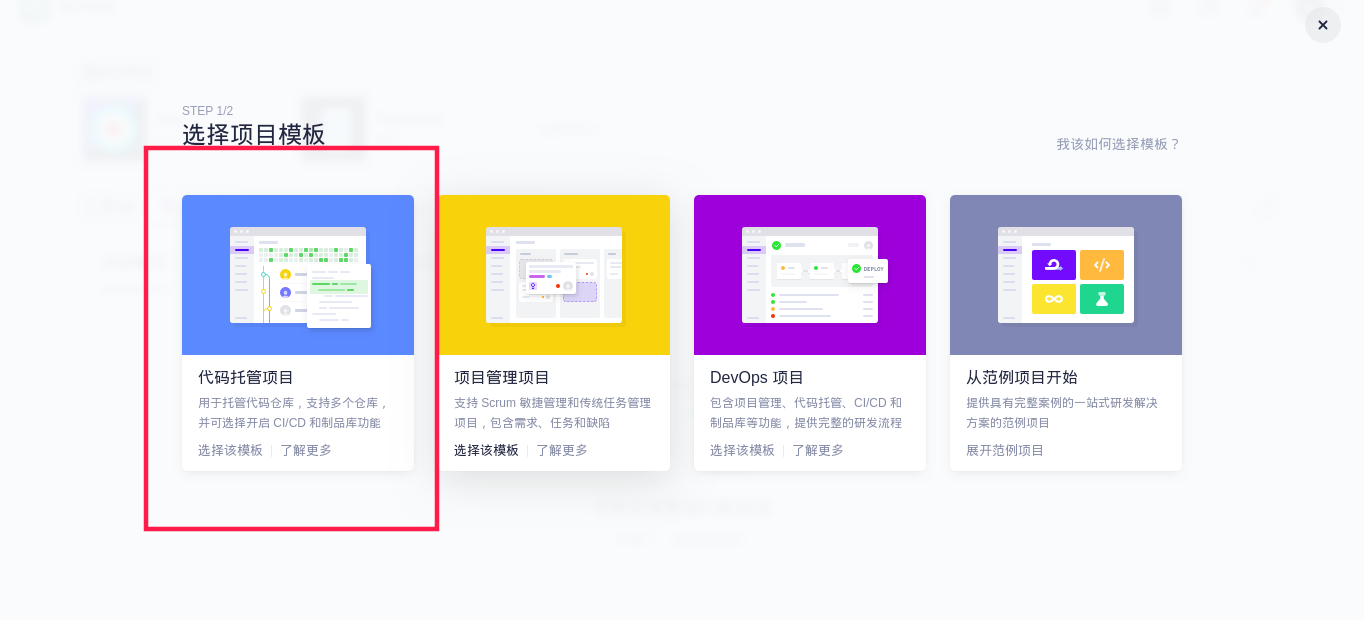 STEP 1/2
选择项目模板
我该如何选择模板？
DEPLOY
代码托管项目
用于托管代码仓库，支持多个仓库，
并可选择开启 CI/CD 和制品库功能
选择该模板 | 了解更多
项目管理项目
支持 Scrum 敏捷管理和传统任务管理
项目，包含需求、任务和缺陷
选择该模板 | 了解更多
DevOps 项目
包含项目管理、代码托管、CI/CD 和
制品库等功能，提供完整的研发流程
选择该模板 | 了解更多
从范例项目开始
提供具有完整案例的一站式研发解决
方案的范例项目
展开范例项目